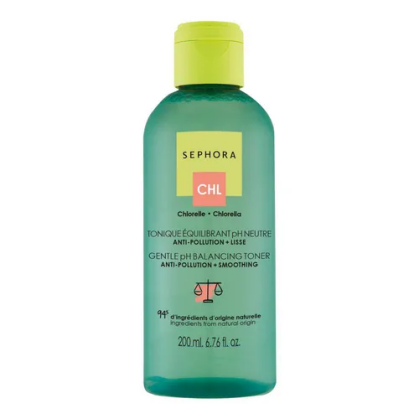 SEPHORA
CHL
Chlorelle • Chlorella
TONIQUE ÉQUILIBRANT pH NEUTRE
ANTI-POLLUTION + LISSE
GENTLE pH BALANCING TONER
ANTI-POLLUTION + SMOOTHING
94% d'ingrédients d'origine naturelle
Ingredients from natural origin
200 ml. 6.76 fl. oz.